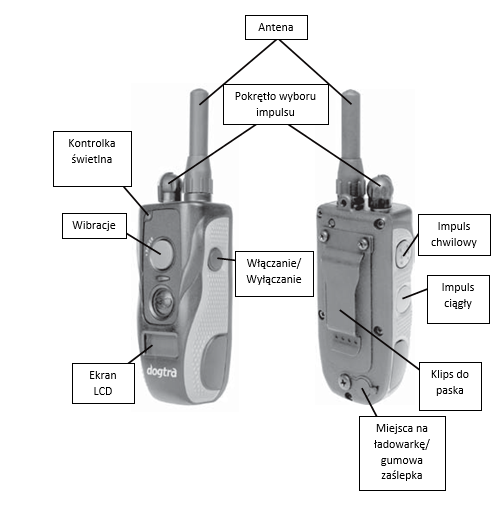 Antena
Pokrętło wyboru
impulsu
Kontrolka
świetlna
Wibracje
Włączanie/
Wyłączanie
Ekran
LCD
dogtra
Impuls
chwilowy
Impuls
ciągły
Klips do
paska
Miejsca na
ładowarkę/
gumowa
zaślepka